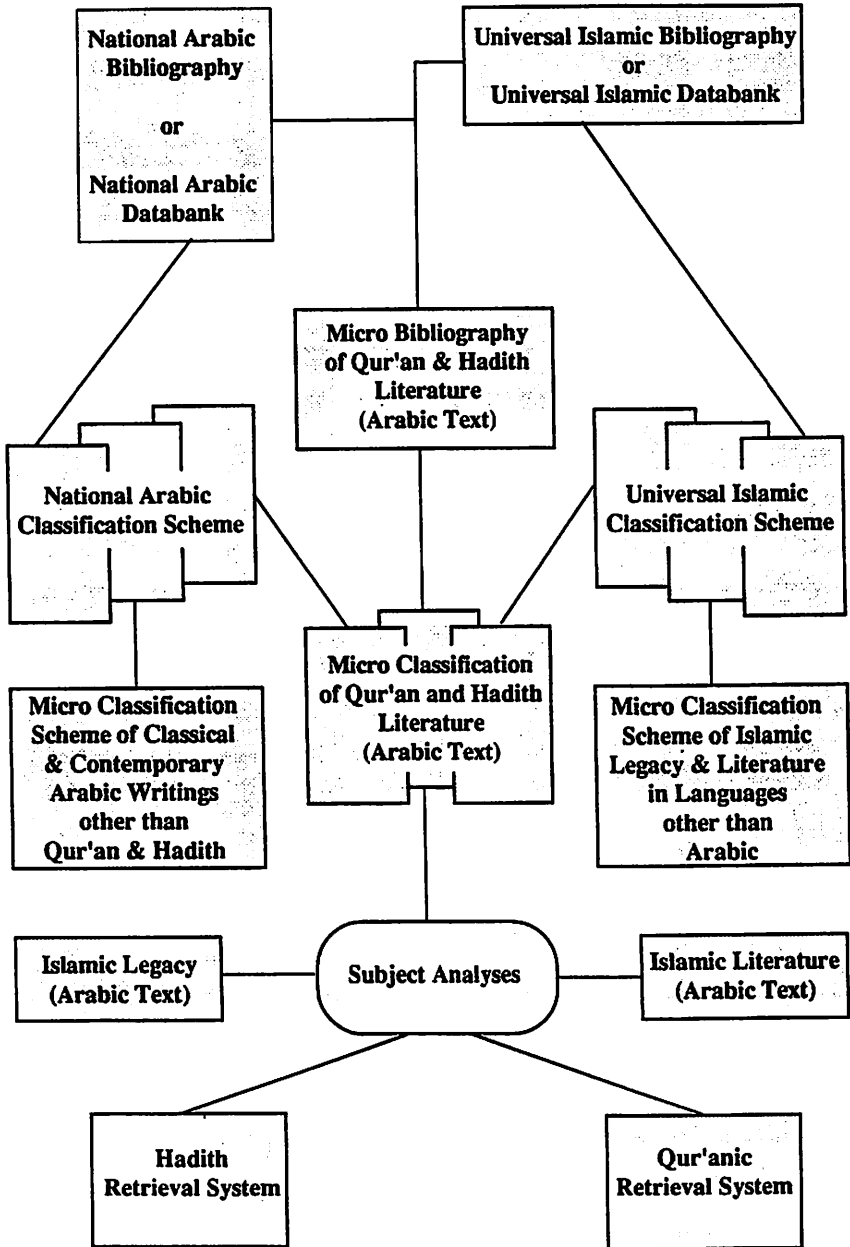 National Arabic
Bibliography
or
National Arabic
Databank
Universal Islamic Bibliography
or
Universal Islamic Databank
Micro Bibliography
of Qur'an & Hadith
Literature
(Arabic Text)
National Arabic
Classification Scheme
Universal Islamic
Classification Scheme
Micro Classification
of Qur'an and Hadith
Literature
(Arabic Text)
Micro Classification
Scheme of Classical
& Contemporary
Arabic Writings
other than
Qur'an & Hadith
Micro Classification
Scheme of Islamic
Legacy & Literature
in Languages
other than
Arabic
Islamic Legacy
(Arabic Text)
Subject Analyses
Islamic Literature
(Arabic Text)
Hadith
Retrieval System
Qur'anic
Retrieval System